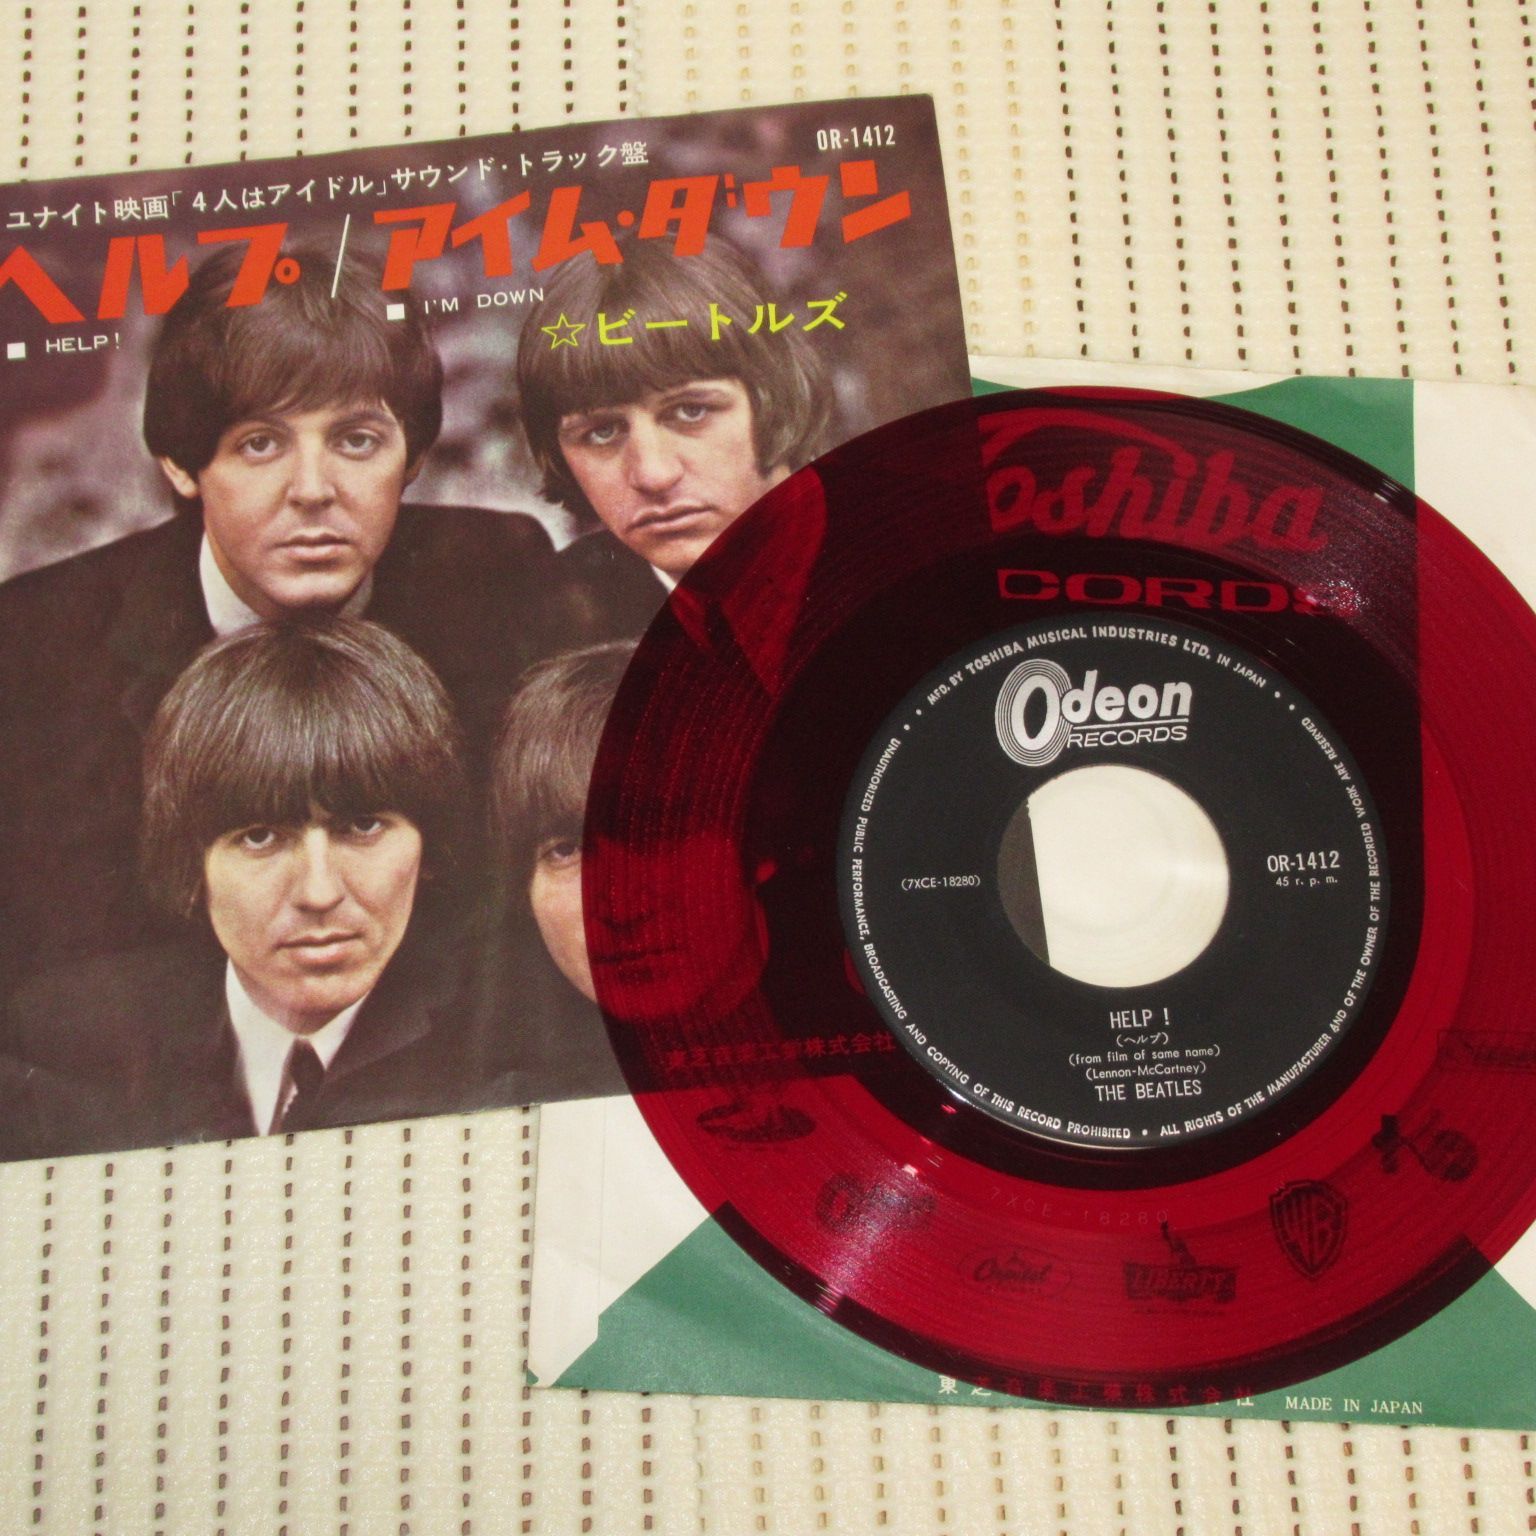 OR-1412
ユナイト映画「4人はアイドル」サウンド・トラック盤
ヘルプ/アイム・ダウン
■ HELP!
■ I'M DOWN
☆ビートルズ
Toshiba
CORDS
MFD. BY TOSHIBA MUSICAL INDUSTRIES LTD. IN JAPAN
Odeon
RECORDS
(7XCE-18280)
OR-1412
45 r. p. m.
HELP !
(ヘルプ)
(from film of same name)
(Lennon-McCartney)
THE BEATLES
UNAUTHORIZED PUBLIC PERFORMANCE, BROADCASTING AND COPYING OF THIS RECORD PROHIBITED • ALL RIGHTS OF THE MANUFACTURER AND OF THE OWNER OF THE RECORDED WORK ARE RESERVED
東芝音楽工業株式会社
7XCE-18280
Capitol
LIBERTY
WB
東芝音楽工業株式会社 MADE IN JAPAN